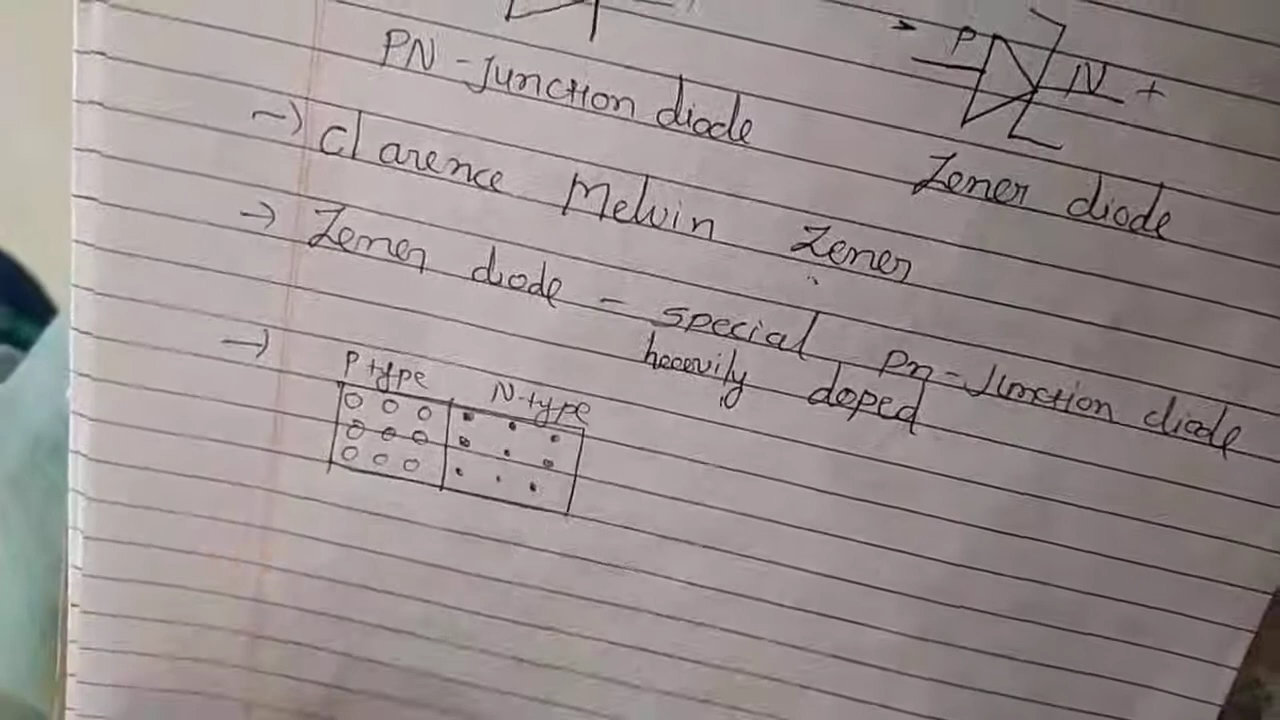 P N +
PN-Junction diode
Zener diode
→ Clarence Melvin Zener
→ Zener diode - special Pn-Junction diode
heavily doped
→
P type N-type